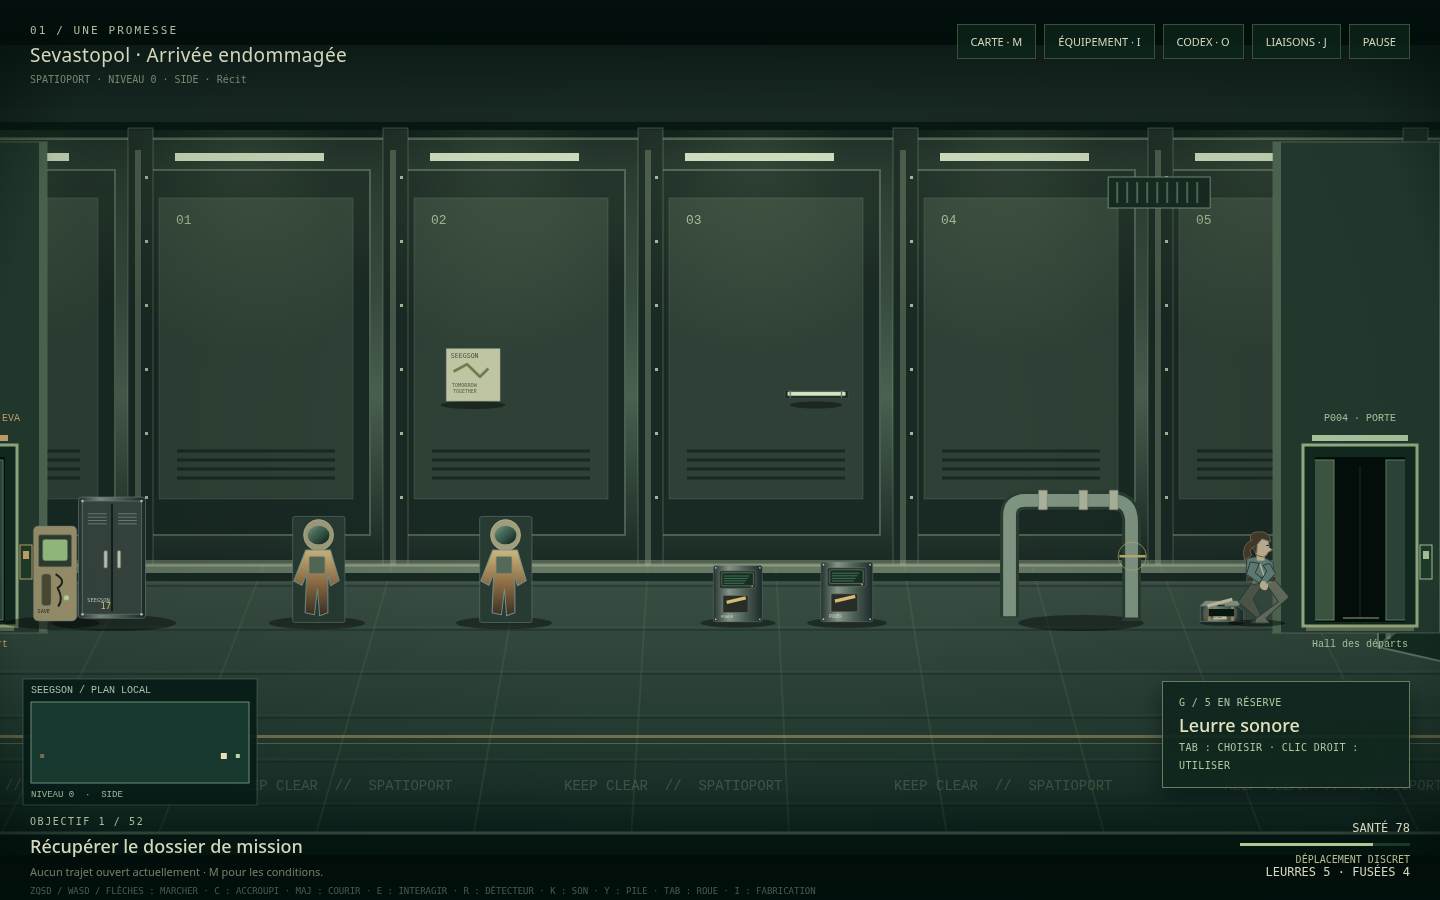 01 / UNE PROMESSE
Sevastopol · Arrivée endommagée
SPATIOPORT · NIVEAU 0 · SIDE · Récit
CARTE · M
ÉQUIPEMENT · I
CODEX · O
LIAISONS · J
PAUSE
01
02
03
04
05
SEEGSON
TOMORROW
TOGETHER
EVA
P004 · PORTE
SEEGSON
17
SAVE
Hall des départs
SEEGSON / PLAN LOCAL
NIVEAU 0 · SIDE
G / 5 EN RÉSERVE
Leurre sonore
TAB : CHOISIR · CLIC DROIT :
UTILISER
P CLEAR // SPATIOPORT
KEEP CLEAR // SPATIOPORT
KEEP CLEAR // SPATIOPORT
OBJECTIF 1 / 52
Récupérer le dossier de mission
Aucun trajet ouvert actuellement · M pour les conditions.
ZQSD / WASD / FLÈCHES : MARCHER · C : ACCROUPI · MAJ : COURIR · E : INTERAGIR · R : DÉTECTEUR · K : SON · Y : PILE · TAB : ROUE · I : FABRICATION
SANTÉ 78
DÉPLACEMENT DISCRET
LEURRES 5 · FUSÉES 4